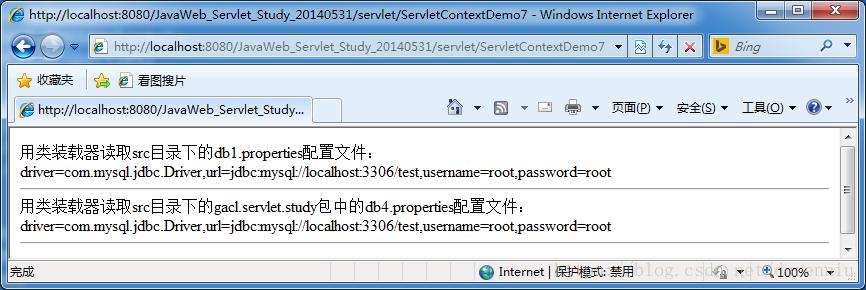 http://localhost:8080/JavaWeb_Servlet_Study_20140531/servlet/ServletContextDemo7 - Windows Internet Explorer
http://localhost:8080/JavaWeb_Servlet_Study_20140531/servlet/ServletContextDemo7 Bing
收藏夹 看图搜片
http://localhost:8080/JavaWeb_Servlet_Study... 页面(P) 安全(S) 工具(O)
用类装载器读取src目录下的db1.properties配置文件：
driver=com.mysql.jdbc.Driver,url=jdbc:mysql://localhost:3306/test,username=root,password=root
用类装载器读取src目录下的gacl.servlet.study包中的db4.properties配置文件：
driver=com.mysql.jdbc.Driver,url=jdbc:mysql://localhost:3306/test,username=root,password=root
完成 Internet | 保护模式: 禁用 100%